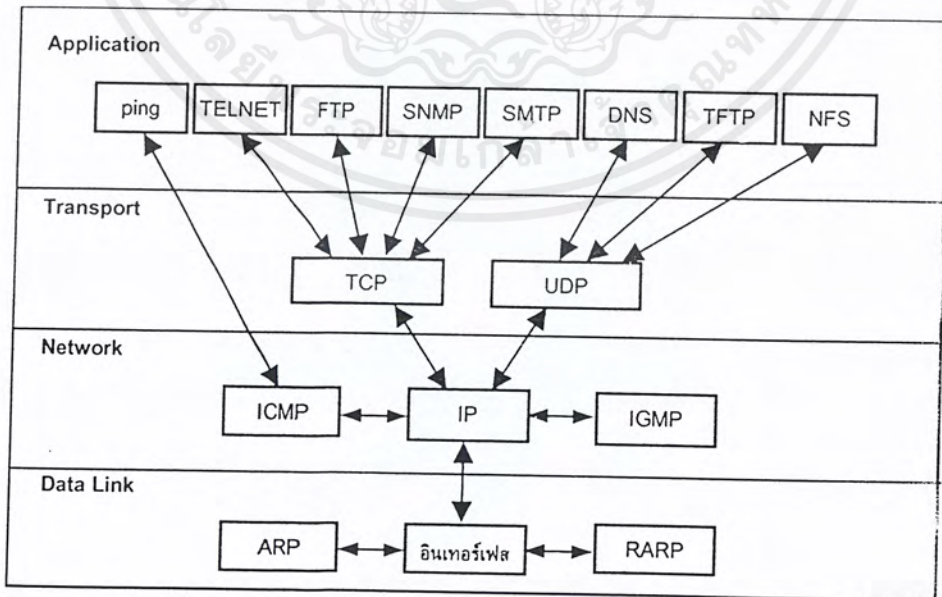 Application
ping TELNET FTP SNMP SMTP DNS TFTP NFS
Transport
TCP UDP
Network
ICMP IP IGMP
Data Link
ARP อินเทอร์เฟส RARP